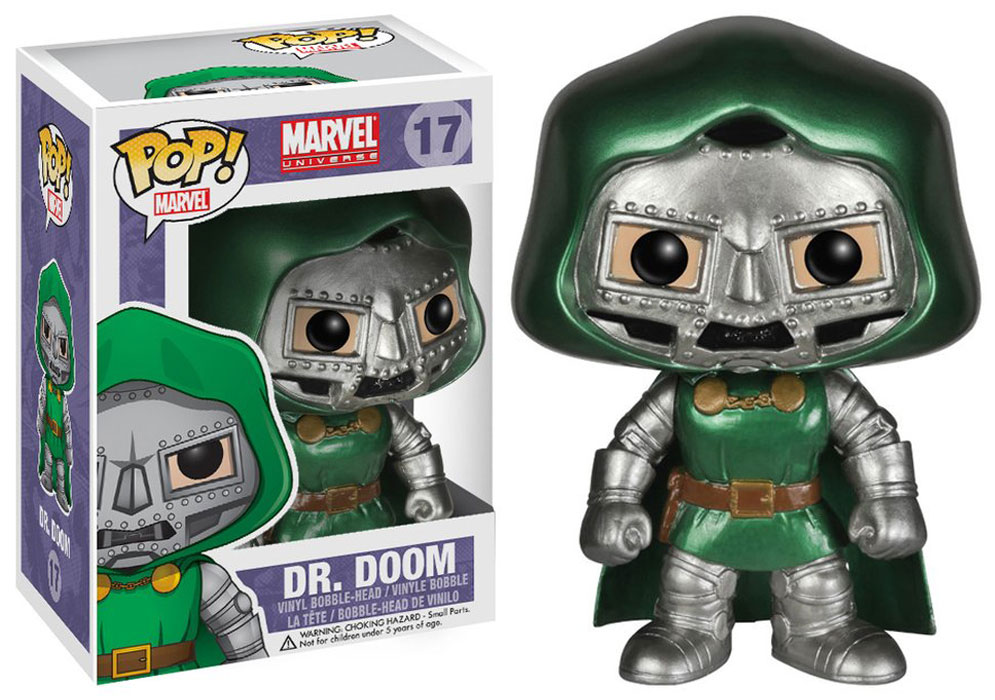 POP!
MARVEL
POP!
MARVEL
DR. DOOM
17
POP!
MARVEL
MARVEL
UNIVERSE
17
DR. DOOM
VINYL BOBBLE-HEAD / VINYLE BOBBLE
LA TÊTE / BOBBLE-HEAD DE VINILO
WARNING: CHOKING HAZARD - Small Parts.
Not for children under 5 years of age.